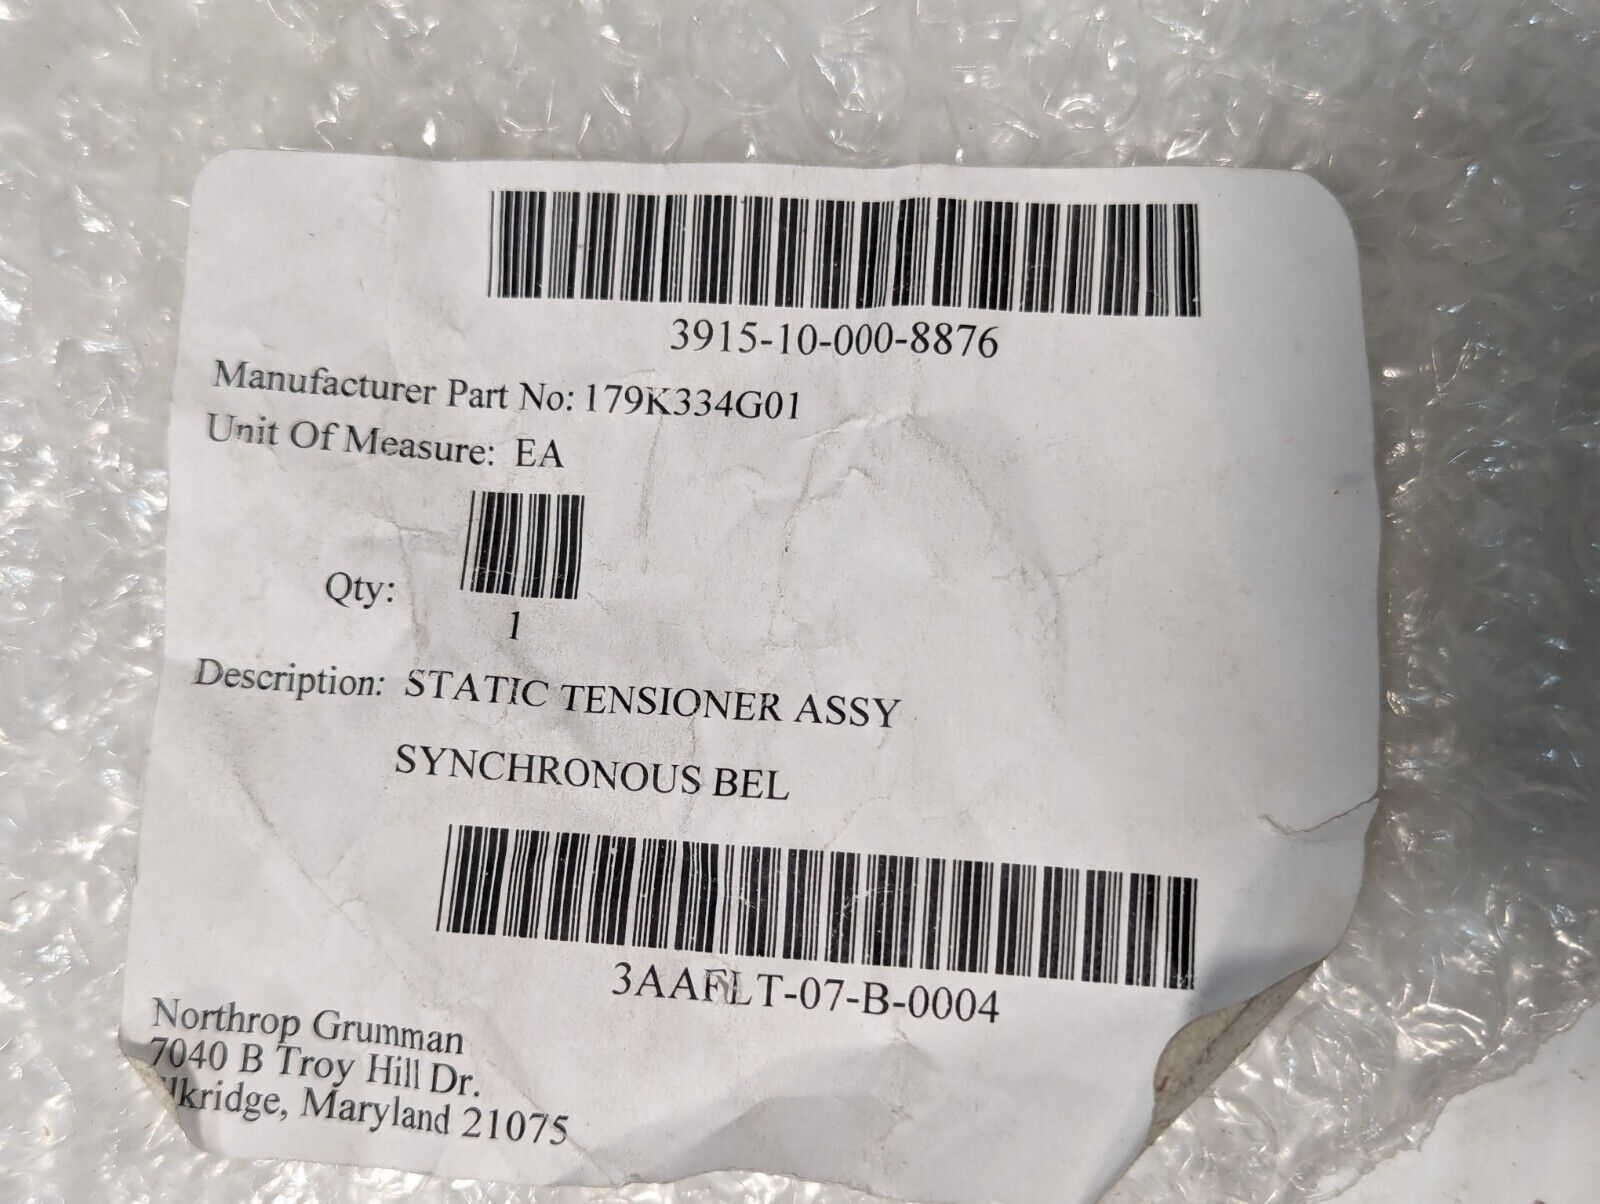 3915-10-000-8876
Manufacturer Part No: 179K334G01
Unit Of Measure: EA
Qty:
1
Description: STATIC TENSIONER ASSY
SYNCHRONOUS BEL
3AAFLT-07-B-0004
Northrop Grumman
7040 B Troy Hill Dr.
lkridge, Maryland 21075